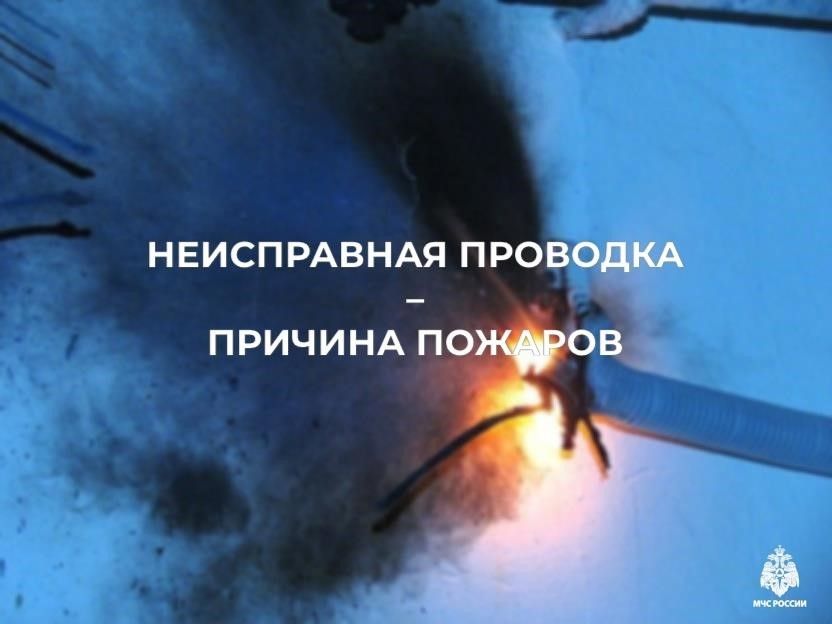 НЕИСПРАВНАЯ ПРОВОДКА
–
ПРИЧИНА ПОЖАРОВ
МЧС РОССИИ